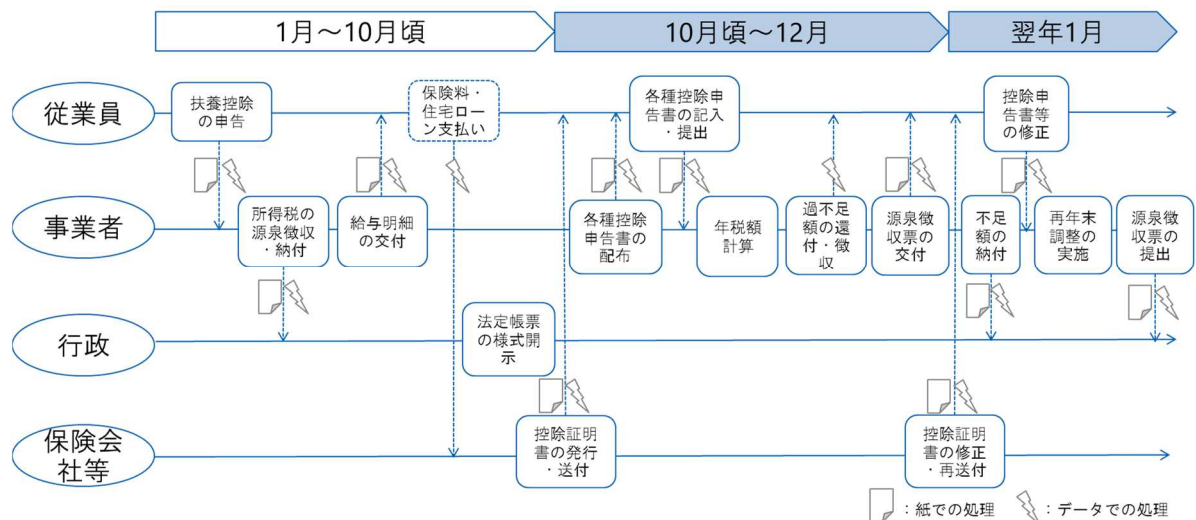 1月～10月頃
10月頃～12月
翌年1月
従業員
扶養控除
の申告
保険料・
住宅ロー
ン支払い
各種控除申
告書の記入
・提出
控除申
告書等
の修正
事業者
所得税の
源泉徴収
・納付
給与明細
の交付
各種控除
申告書の
配布
年税額
計算
過不足
額の還
付・徴
収
源泉徴
収票の
交付
不足
額の
納付
再年末
調整の
実施
源泉徴
収票の
提出
行政
法定帳票
の様式開
示
保険会
社等
控除証明
書の発行
・送付
控除証明
書の修正
・再送付
：紙での処理
：データでの処理